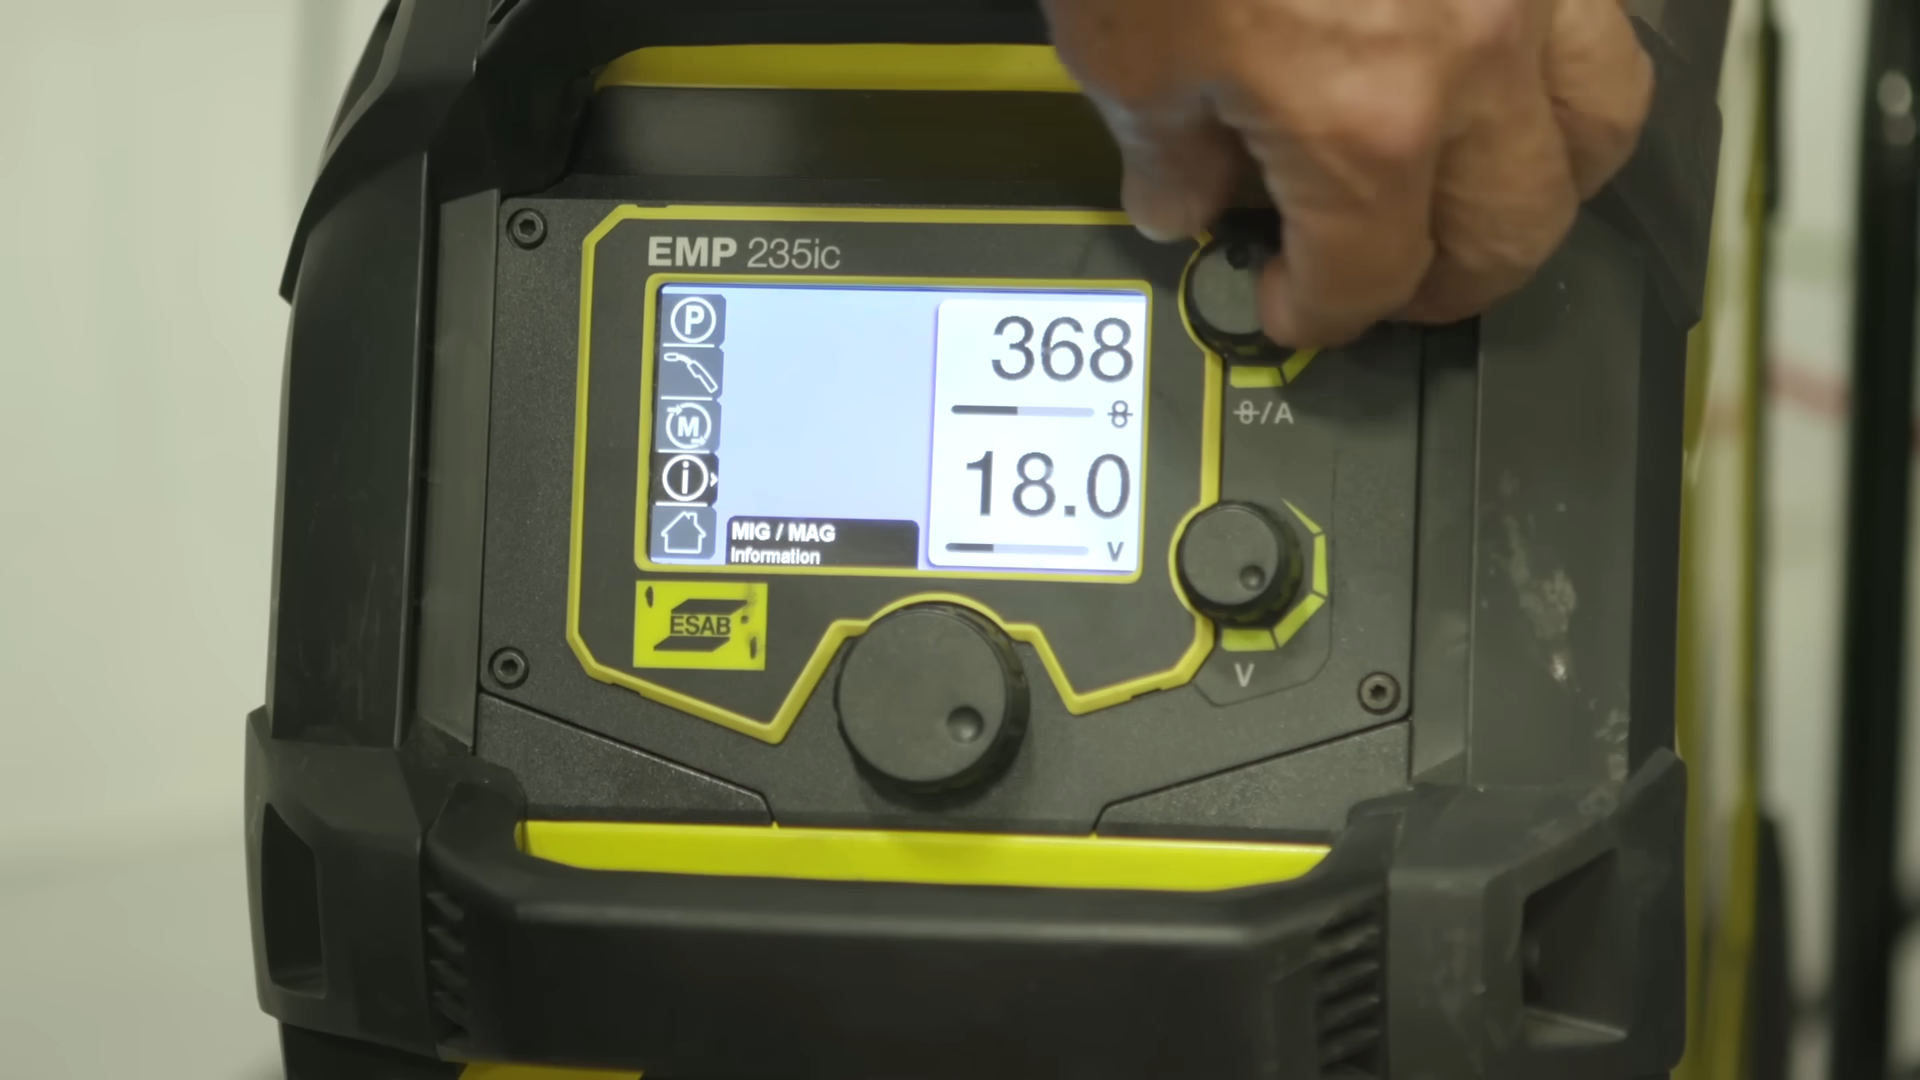 EMP 235ic
P
368
M
i
18.0
V
MIG / MAG
Information
/A
ESAB
V